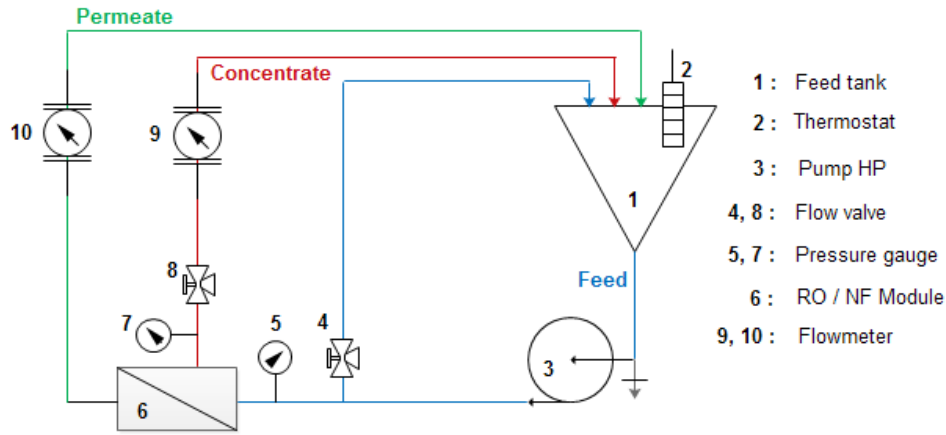 Permeate
Concentrate
2
10
9
1
8
Feed
7
5
4
3
6
1 : Feed tank
2 : Thermostat
3 : Pump HP
4, 8 : Flow valve
5, 7 : Pressure gauge
6 : RO / NF Module
9, 10 : Flowmeter